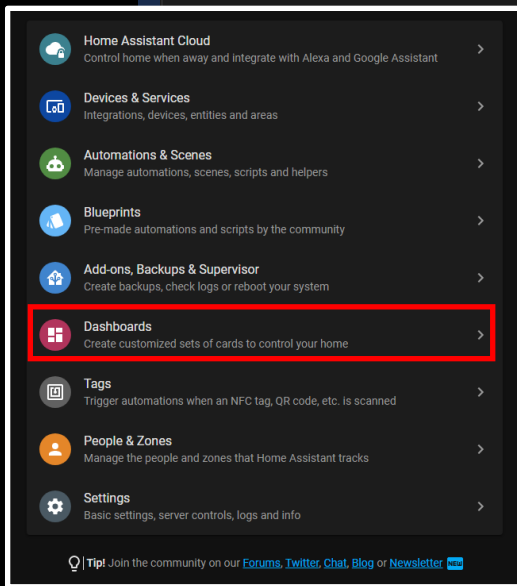 Home Assistant Cloud
Control home when away and integrate with Alexa and Google Assistant
Devices & Services
Integrations, devices, entities and areas
Automations & Scenes
Manage automations, scenes, scripts and helpers
Blueprints
Pre-made automations and scripts by the community
Add-ons, Backups & Supervisor
Create backups, check logs or reboot your system
Dashboards
Create customized sets of cards to control your home
Tags
Trigger automations when an NFC tag, QR code, etc. is scanned
People & Zones
Manage the people and zones that Home Assistant tracks
Settings
Basic settings, server controls, logs and info
Tip! Join the community on our Forums, Twitter, Chat, Blog or Newsletter NEW